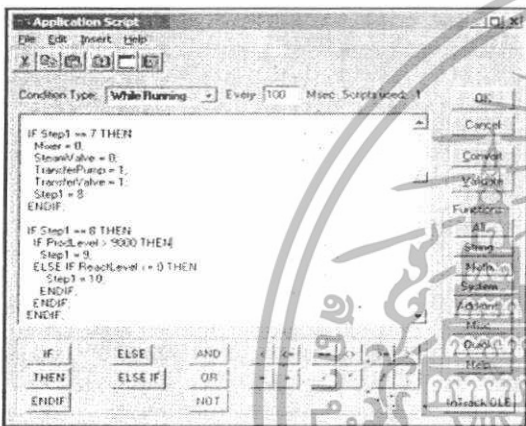 Application Script
File Edit Insert Help
Condition Type: While Running Every 100 Msec. Scripts used: 1
OK
Cancel
Convert
Validate
Functions
All...
String...
Math...
System...
Add-ons...
Misc...
Quick...
Help...
InTrack OLE
IF Step1 == 7 THEN
Mixer = 0;
SteamValve = 0;
TransferPump = 1;
TransferValve = 1;
Step1 = 8
ENDIF;
IF Step1 == 8 THEN
IF ProdLevel > 9000 THEN
Step1 = 9;
ELSE IF ReactLevel <= 0 THEN
Step1 = 10;
ENDIF;
ENDIF;
ENDIF;
IF ELSE AND < <= == <> >= >
THEN ELSE IF OR
ENDIF NOT